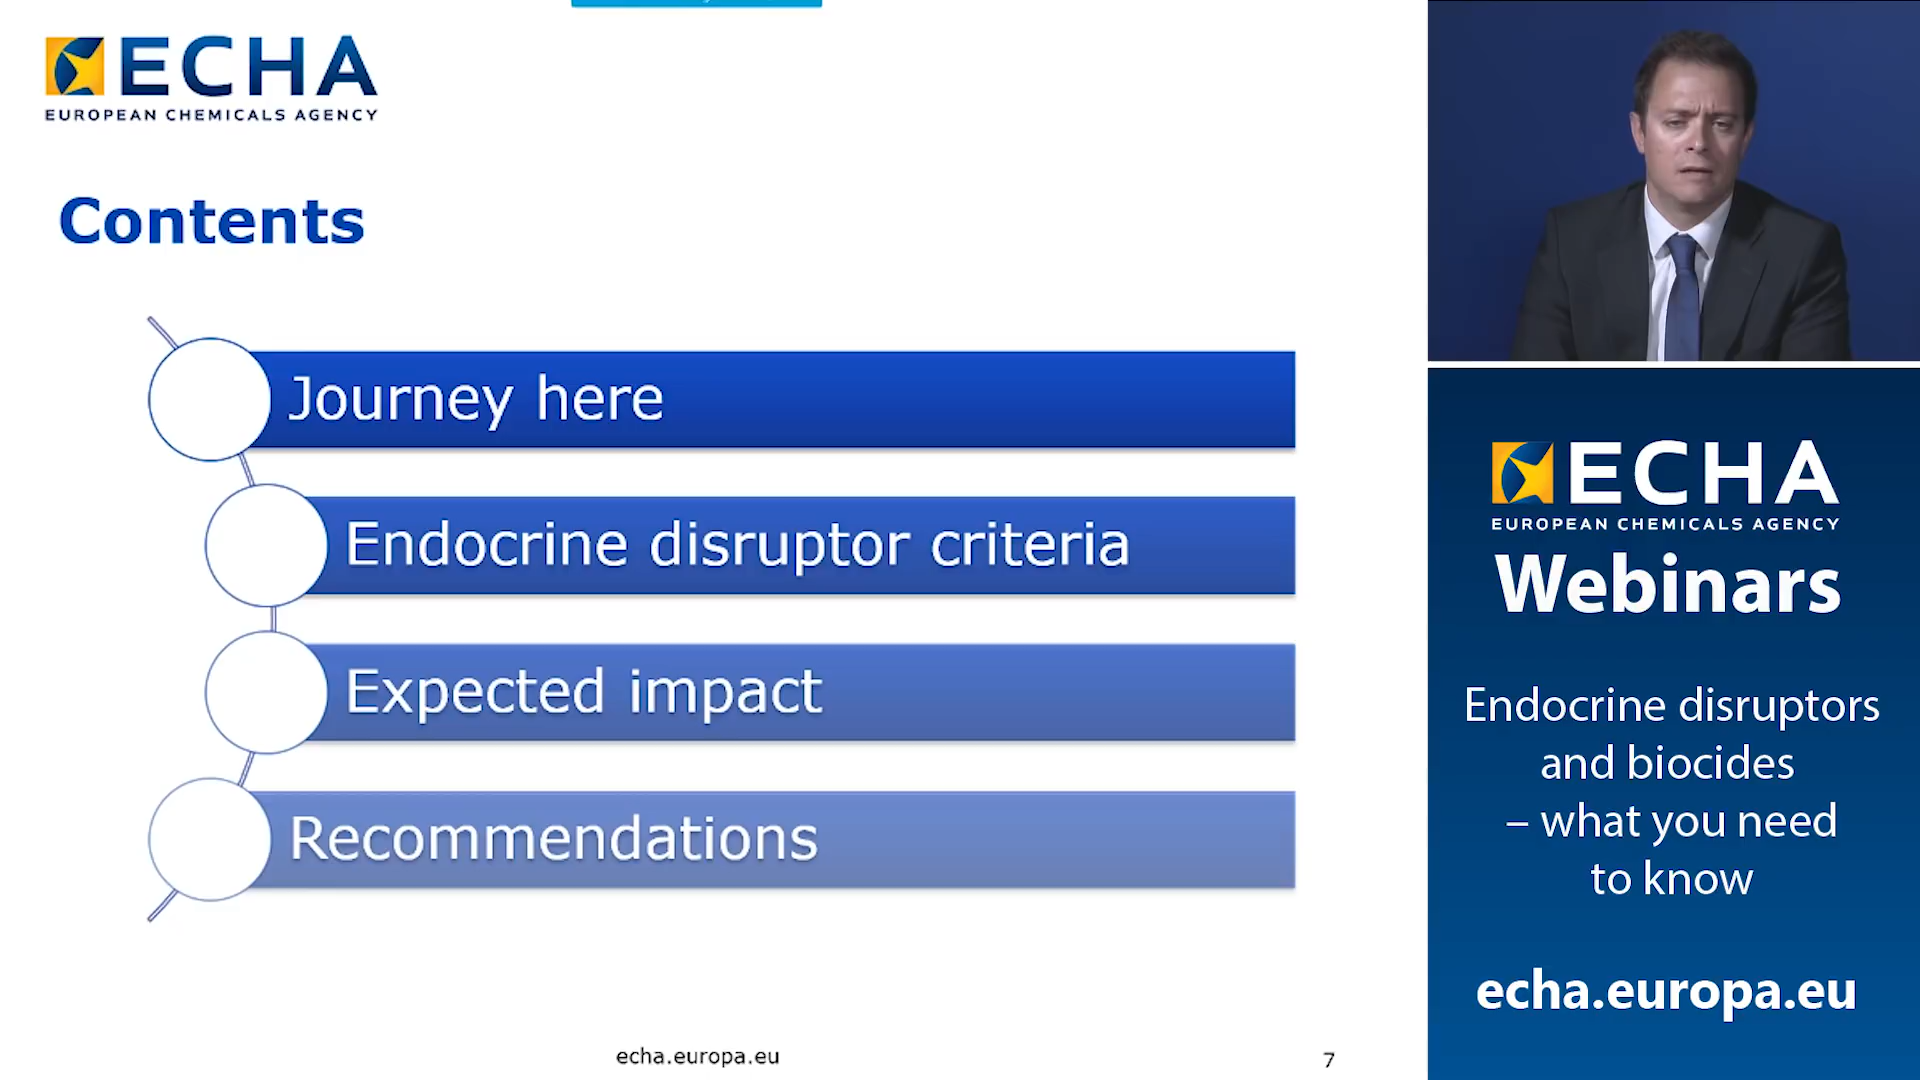 ECHA
EUROPEAN CHEMICALS AGENCY
Contents
Journey here
Endocrine disruptor criteria
Expected impact
Recommendations
echa.europa.eu
7
ECHA
EUROPEAN CHEMICALS AGENCY
Webinars
Endocrine disruptors
and biocides
– what you need
to know
echa.europa.eu